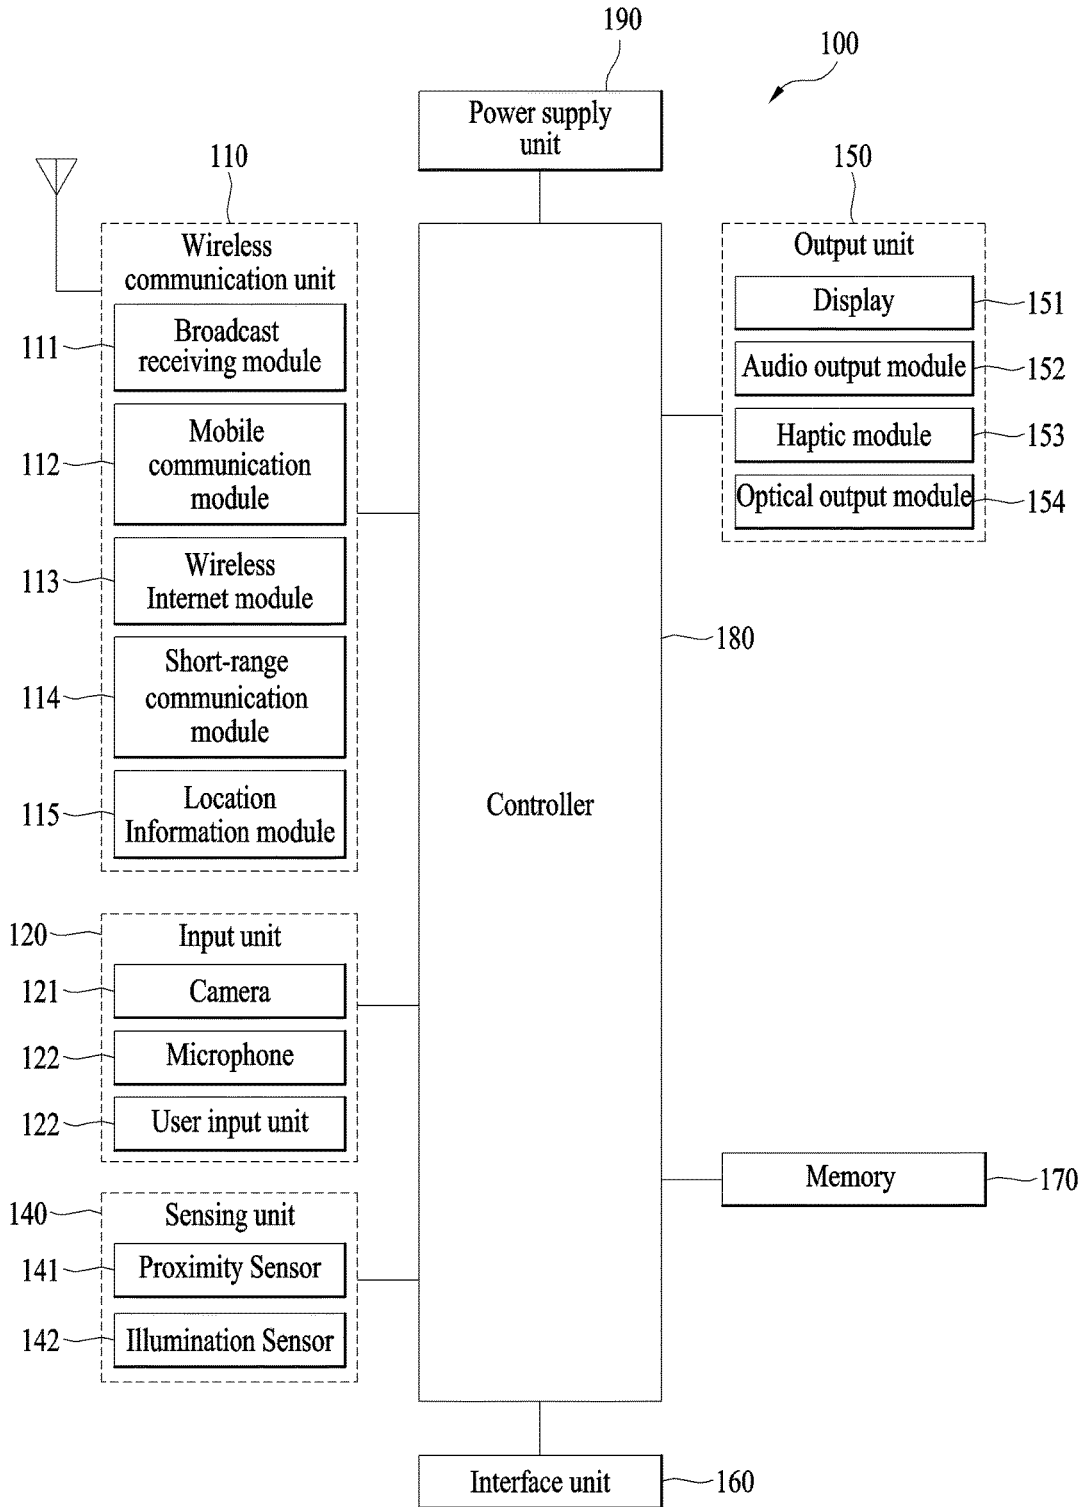 190
100
Power supply
unit
110
150
Wireless
communication unit
Output unit
111
Broadcast
receiving module
Display
151
Audio output module
152
112
Mobile
communication
module
Haptic module
153
Optical output module
154
113
Wireless
Internet module
180
114
Short-range
communication
module
115
Location
Information module
Controller
120
Input unit
121
Camera
122
Microphone
122
User input unit
Memory
170
140
Sensing unit
141
Proximity Sensor
142
Illumination Sensor
Interface unit
160